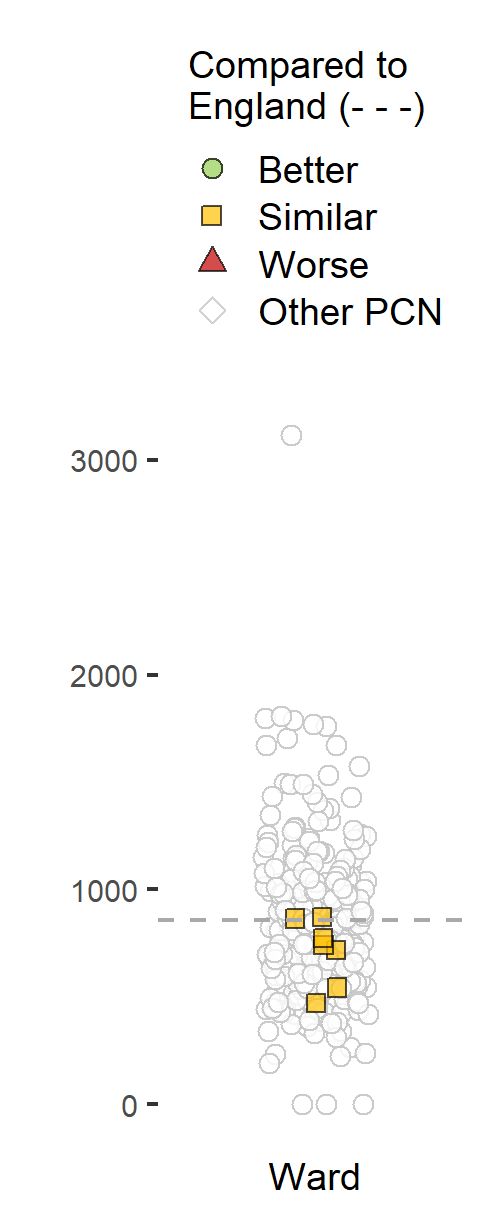 Compared to
England (- - -)
Better
Similar
Worse
Other PCN
3000
2000
1000
0
Ward